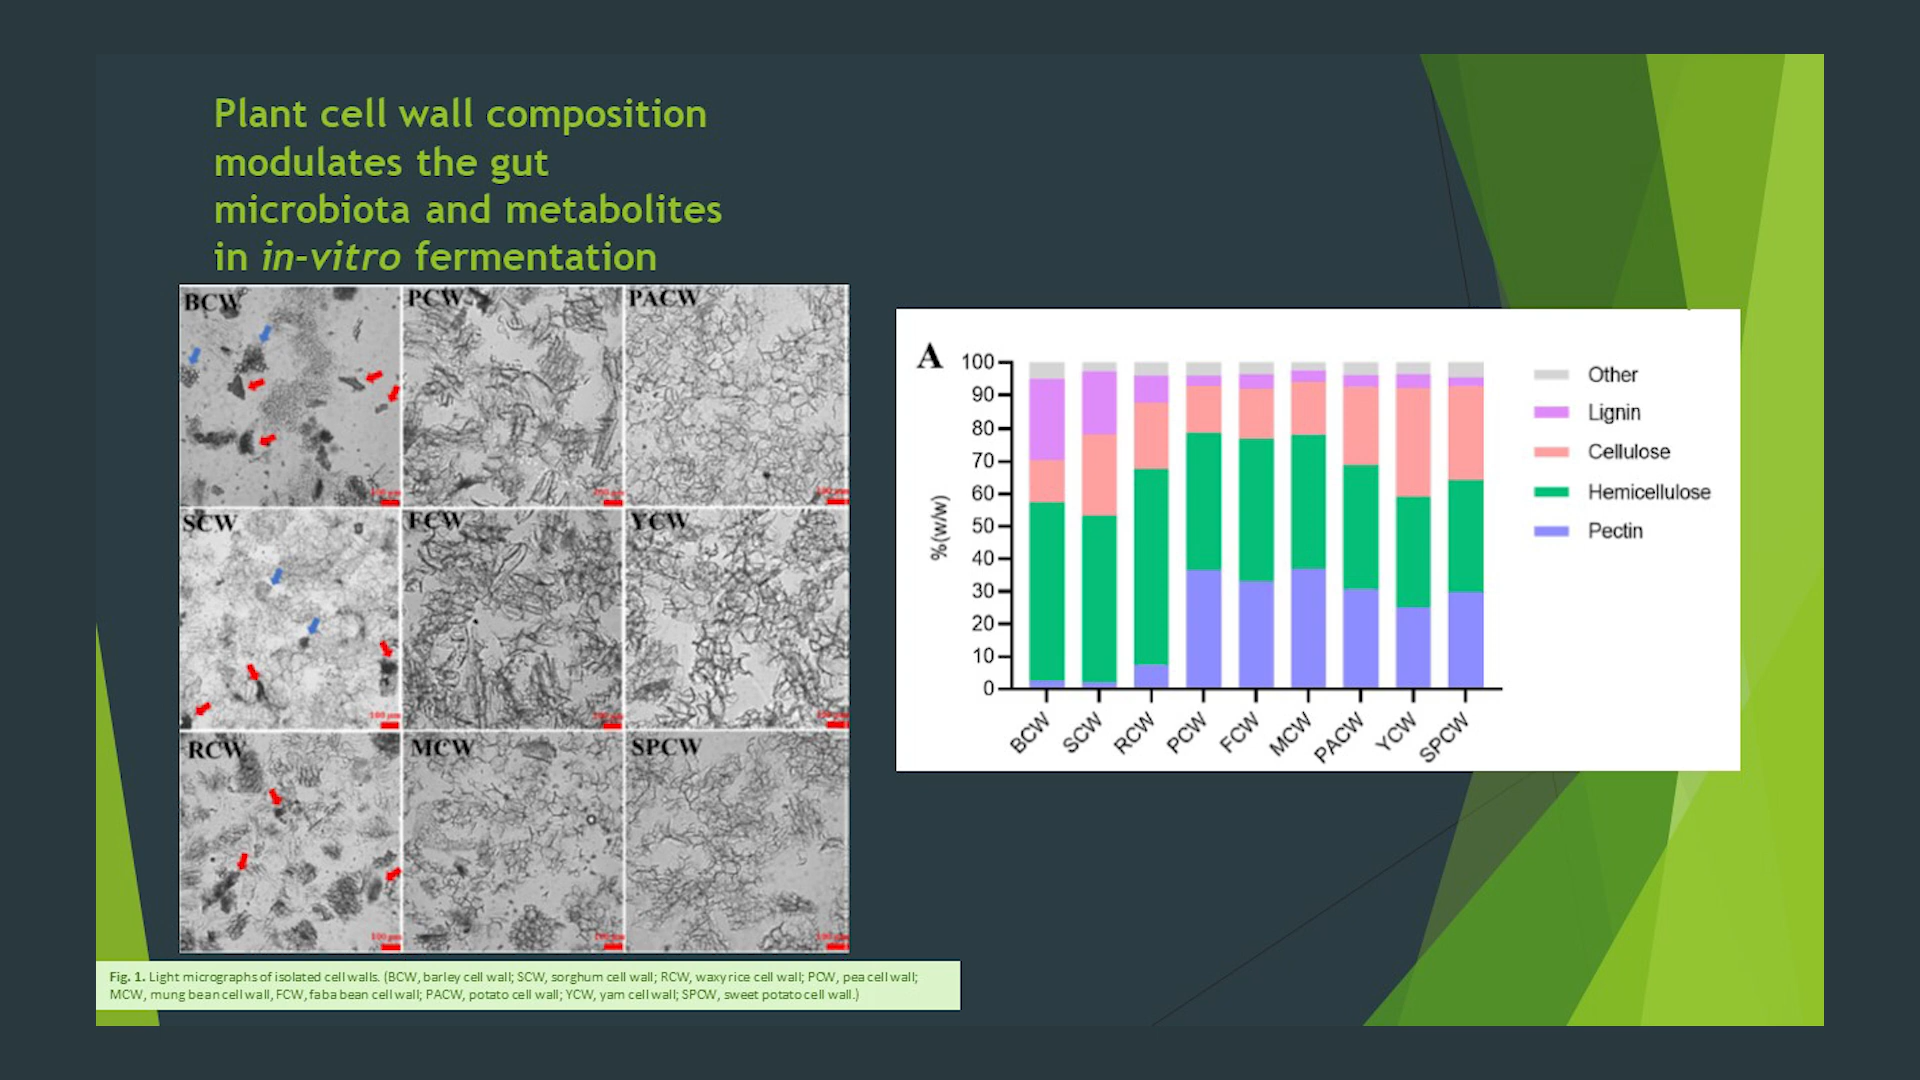 Plant cell wall composition
modulates the gut
microbiota and metabolites
in in-vitro fermentation
BCW
PCW
PACW
SCW
FCW
YCW
100 μm
RCW
MCW
SPCW
100 μm
Fig. 1. Light micrographs of isolated cell walls. (BCW, barley cell wall; SCW, sorghum cell wall; RCW, waxy rice cell wall; PCW, pea cell wall;
MCW, mung bean cell wall, FCW, faba bean cell wall; PACW, potato cell wall; YCW, yam cell wall; SPCW, sweet potato cell wall.)
A
%(w/w)
100
90
80
70
60
50
40
30
20
10
0
BCW
SCW
RCW
PCW
FCW
MCW
PACW
YCW
SPCW
Other
Lignin
Cellulose
Hemicellulose
Pectin